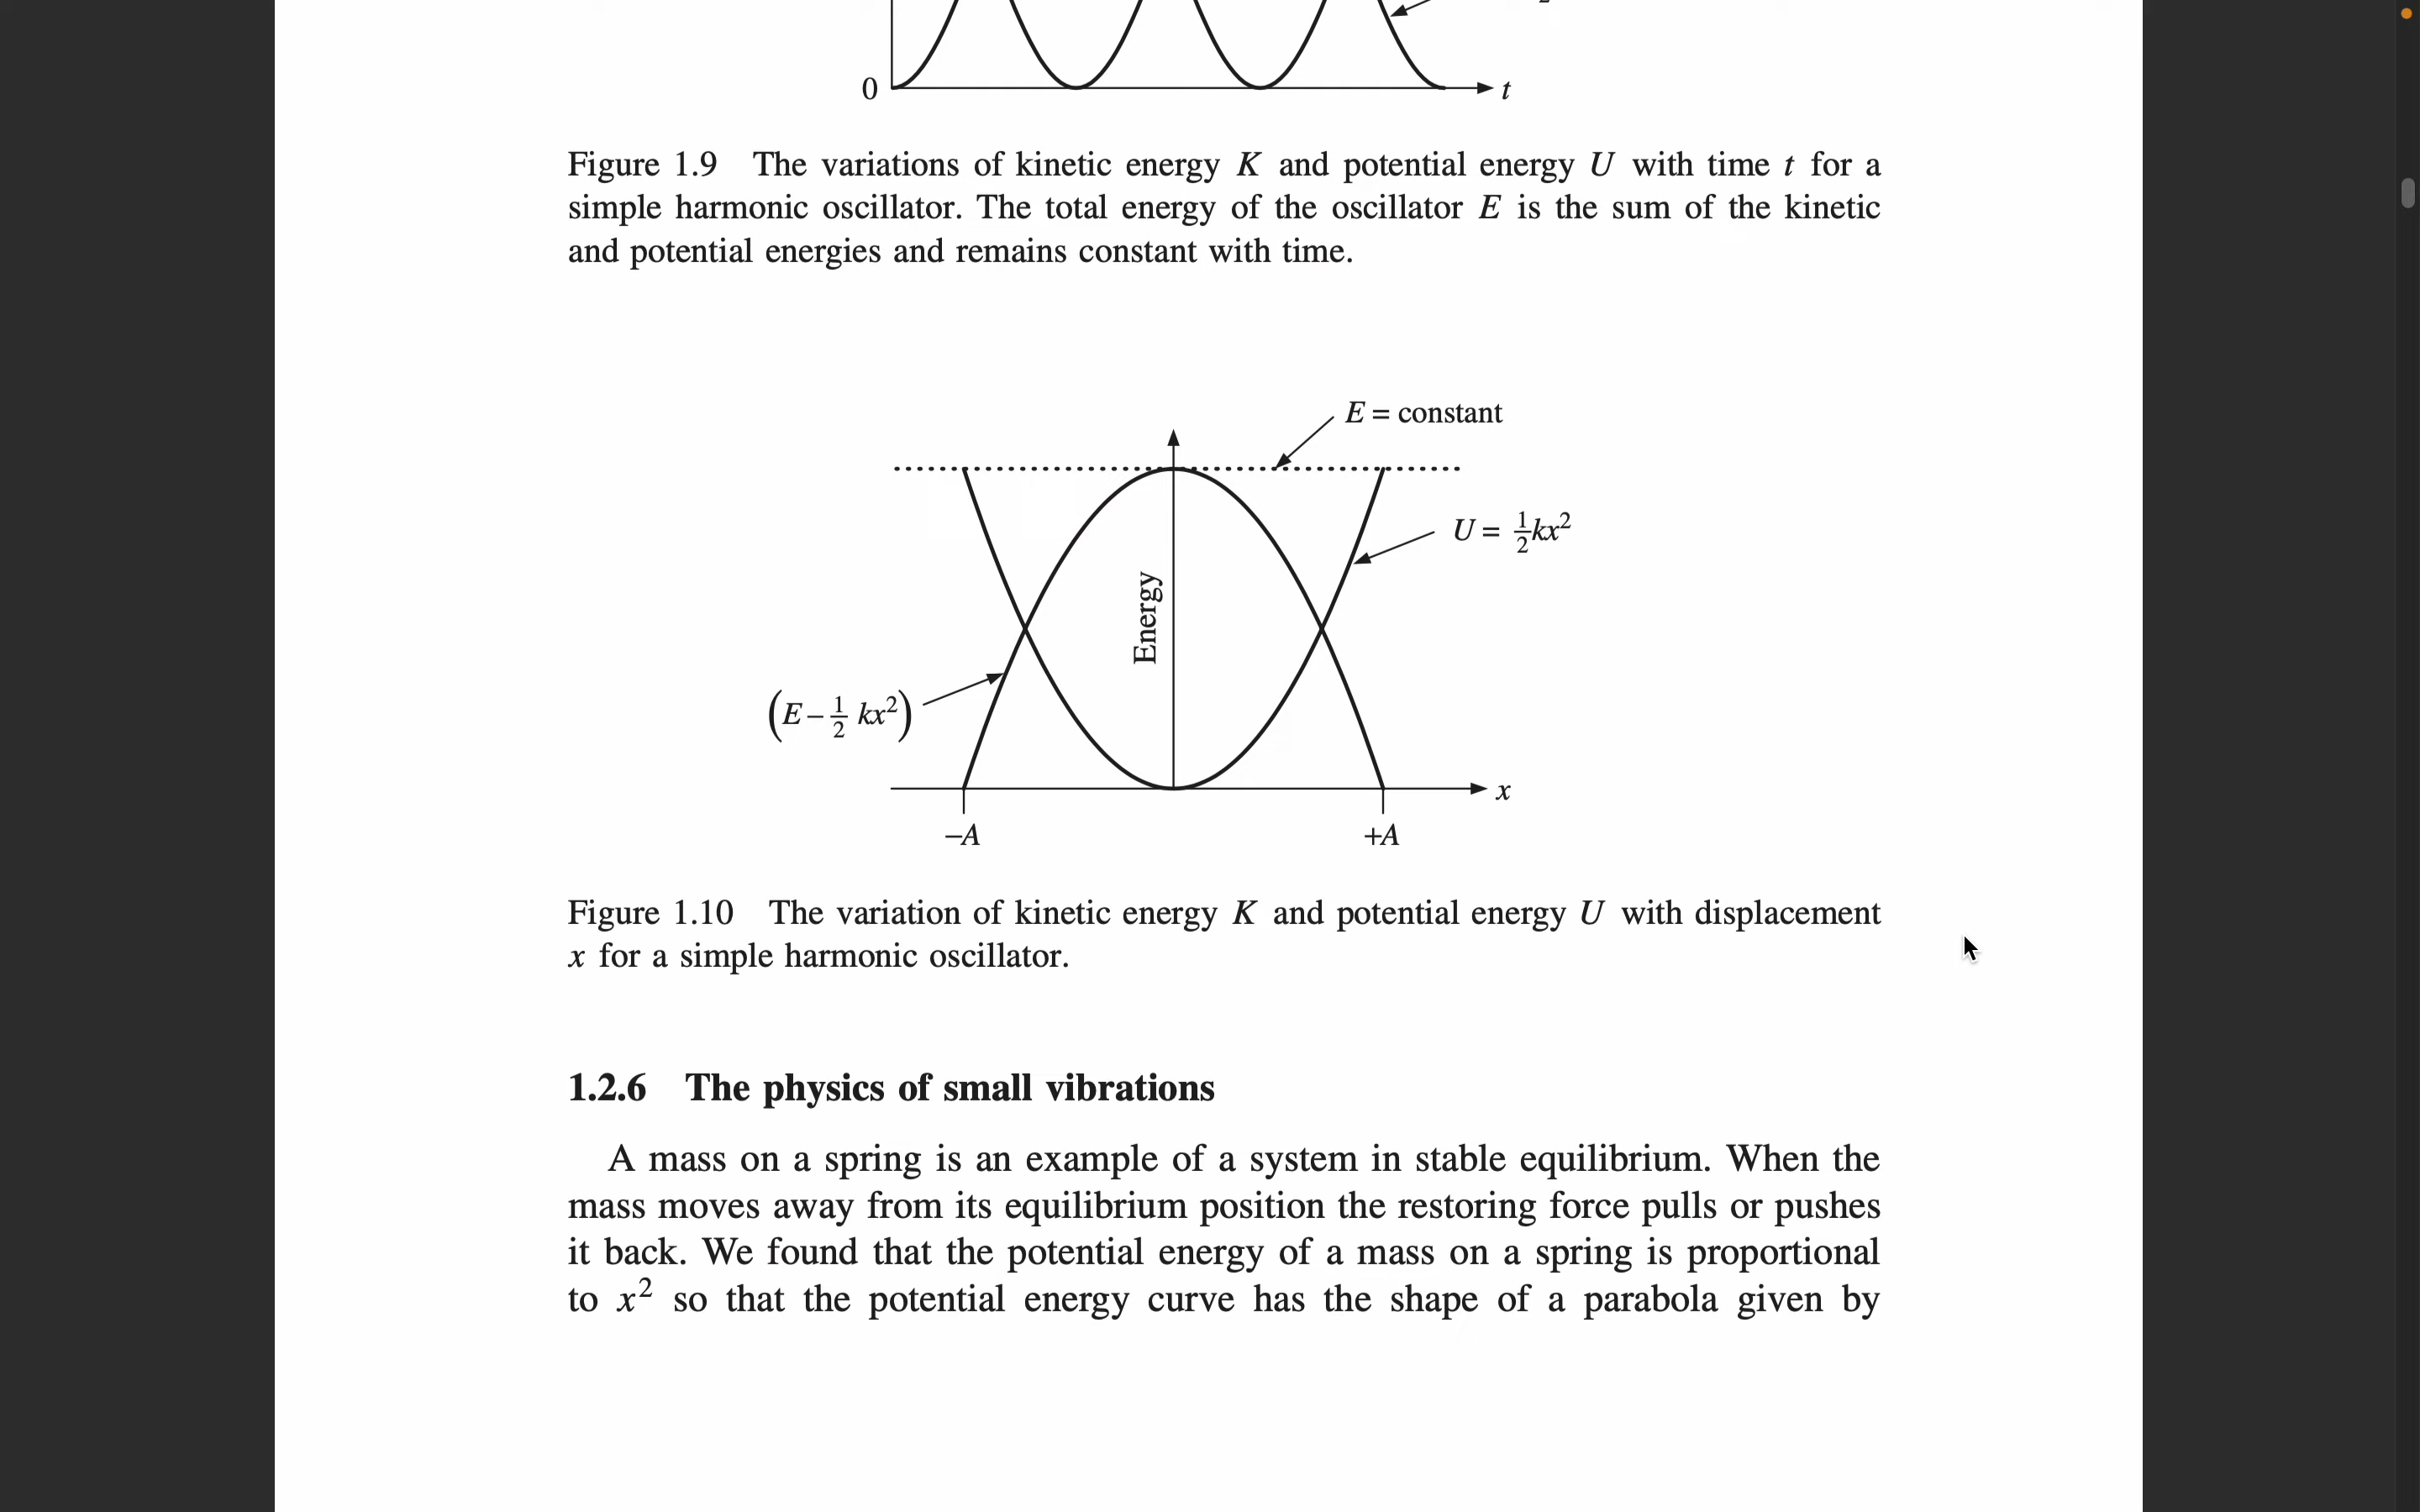 0
t
Figure 1.9 The variations of kinetic energy K and potential energy U with time t for a
simple harmonic oscillator. The total energy of the oscillator E is the sum of the kinetic
and potential energies and remains constant with time.
E = constant
U = 1/2 kx²
Energy
(E – 1/2 kx²)
x
–A
+A
Figure 1.10 The variation of kinetic energy K and potential energy U with displacement
x for a simple harmonic oscillator.
1.2.6 The physics of small vibrations
A mass on a spring is an example of a system in stable equilibrium. When the
mass moves away from its equilibrium position the restoring force pulls or pushes
it back. We found that the potential energy of a mass on a spring is proportional
to x² so that the potential energy curve has the shape of a parabola given by